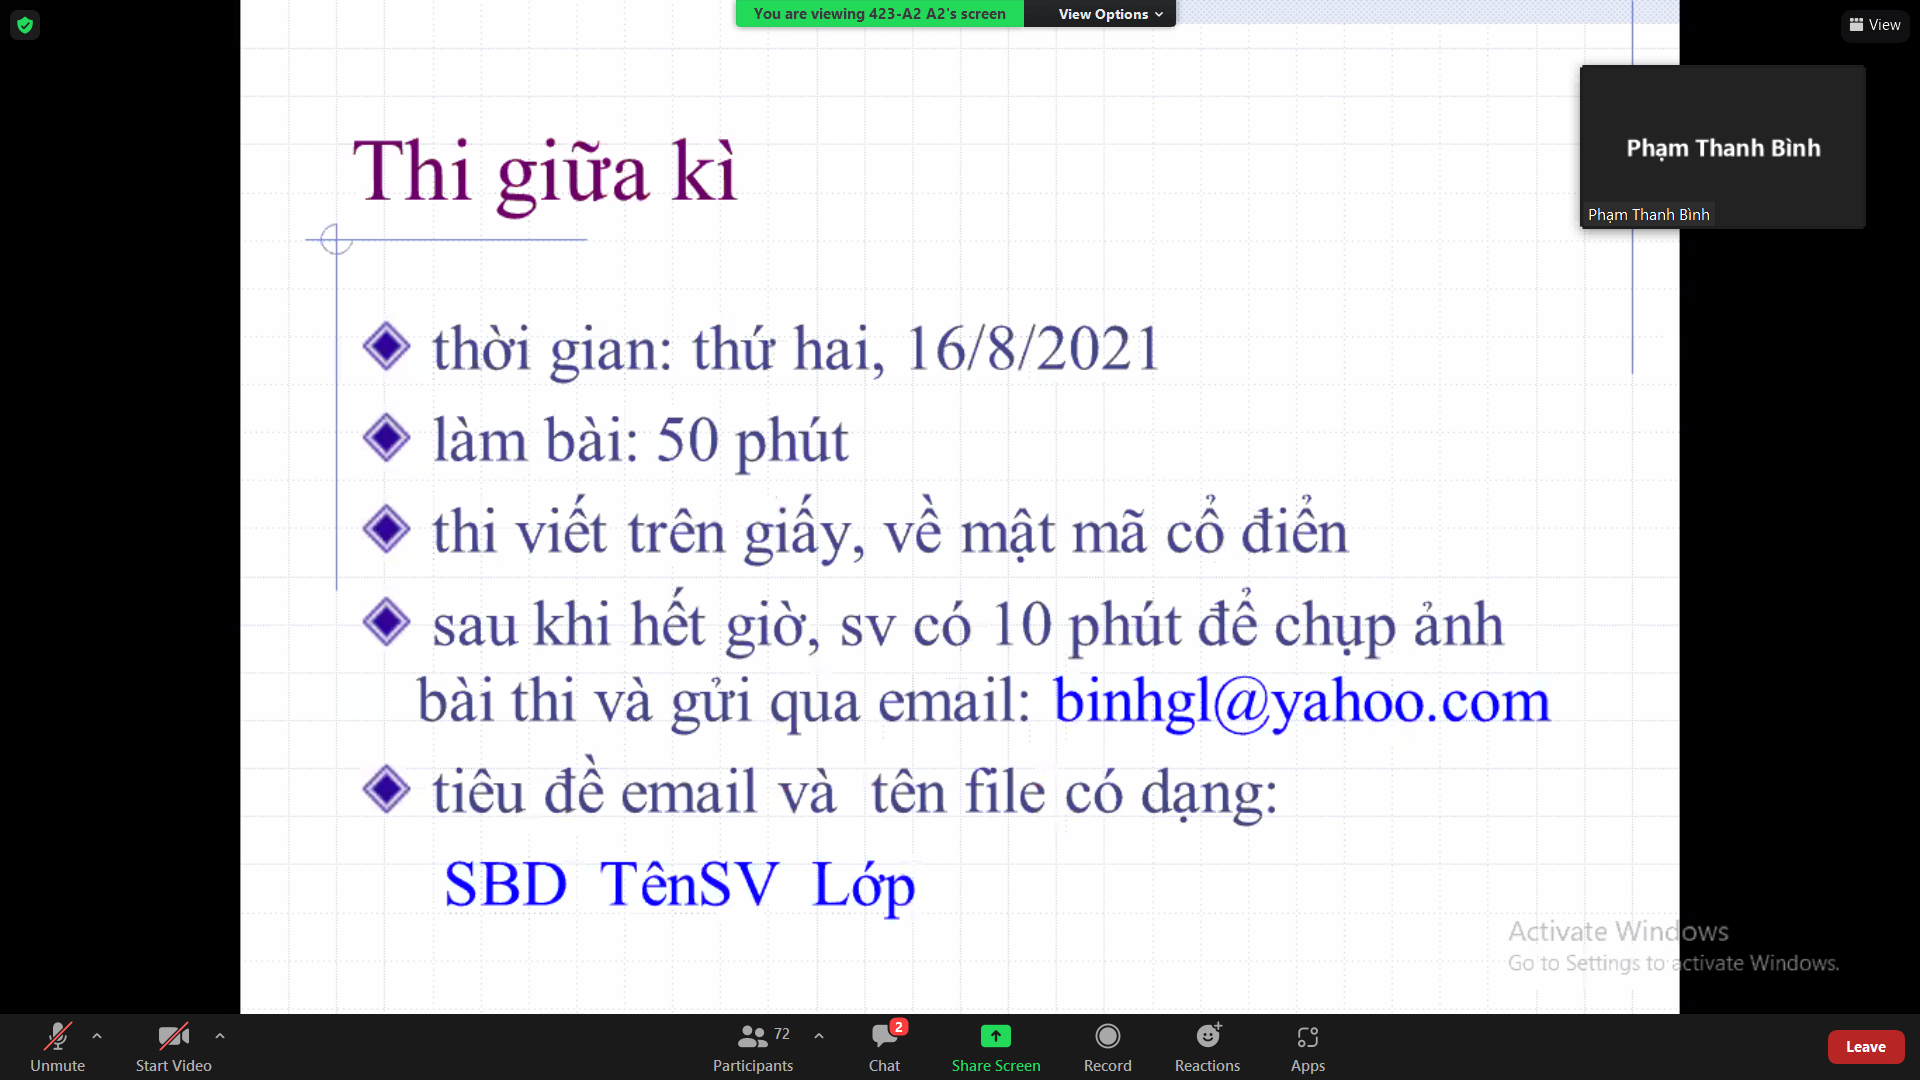 You are viewing 423-A2 A2's screen
View Options
View
Phạm Thanh Bình
Phạm Thanh Bình
Thi giữa kì
thời gian: thứ hai, 16/8/2021
làm bài: 50 phút
thi viết trên giấy, về mật mã cổ điển
sau khi hết giờ, sv có 10 phút để chụp ảnh
bài thi và gửi qua email: binhgl@yahoo.com
tiêu đề email và tên file có dạng:
SBD TênSV Lớp
Activate Windows
Go to Settings to activate Windows.
Unmute
Start Video
72
Participants
2
Chat
Share Screen
Record
Reactions
Apps
Leave